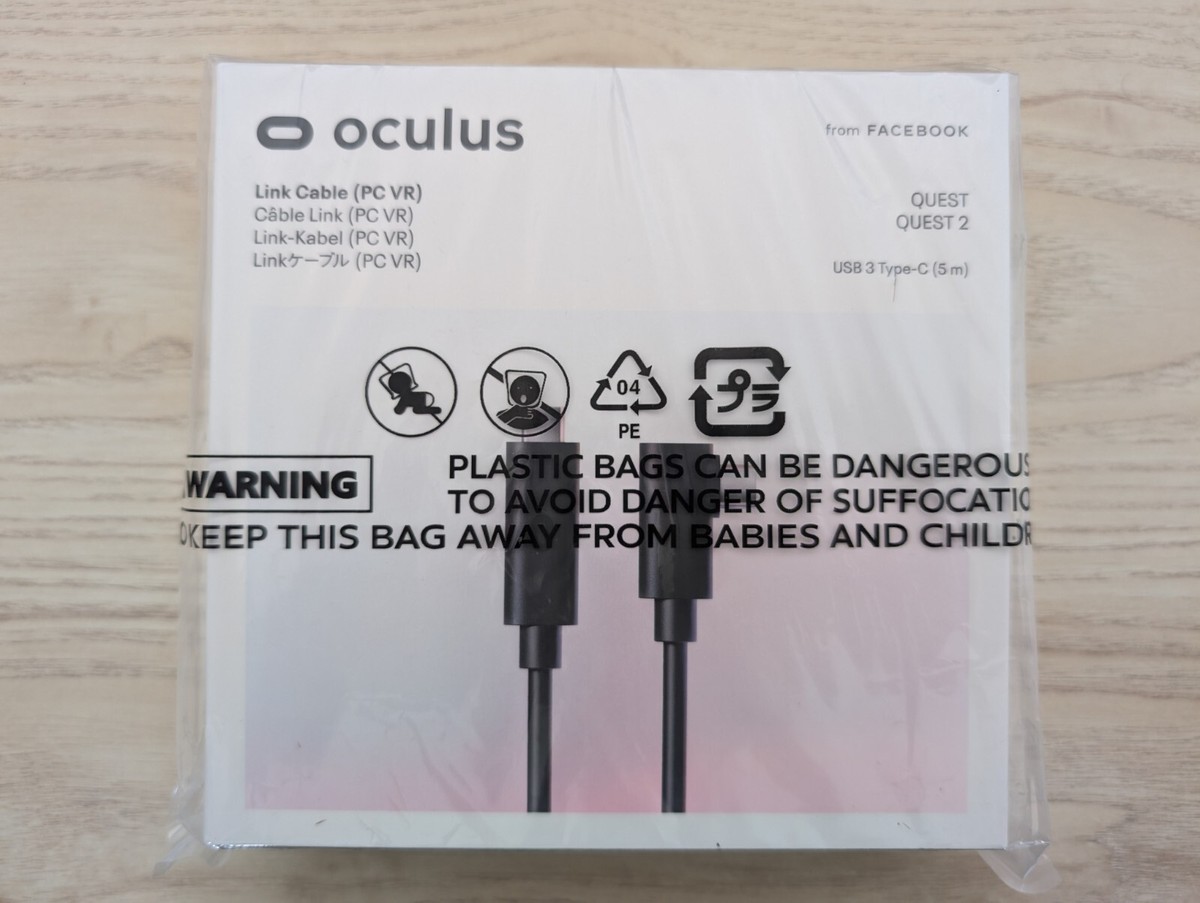 oculus
from FACEBOOK
Link Cable (PC VR)
Câble Link (PC VR)
Link-Kabel (PC VR)
Linkケーブル (PC VR)
QUEST
QUEST 2
USB 3 Type-C (5 m)
04
PE
プラ
WARNING
PLASTIC BAGS CAN BE DANGEROUS
TO AVOID DANGER OF SUFFOCATIO
KEEP THIS BAG AWAY FROM BABIES AND CHILDR